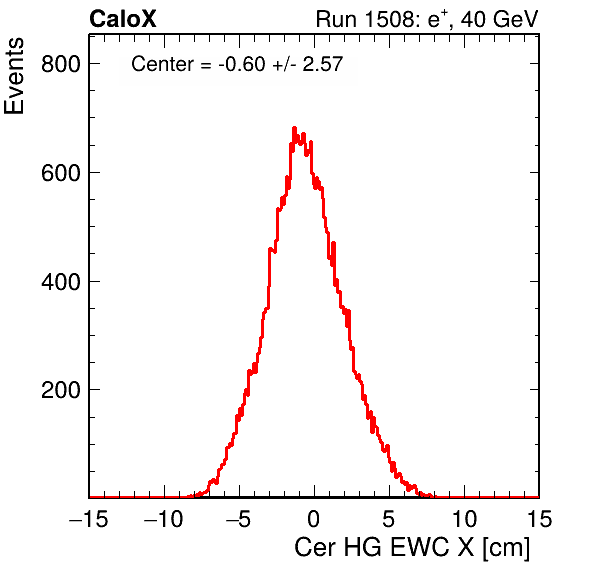 CaloX
Run 1508: e+, 40 GeV
Events
Center = -0.60 +/- 2.57
800
600
400
200
−15 −10 −5 0 5 10 15
Cer HG EWC X [cm]